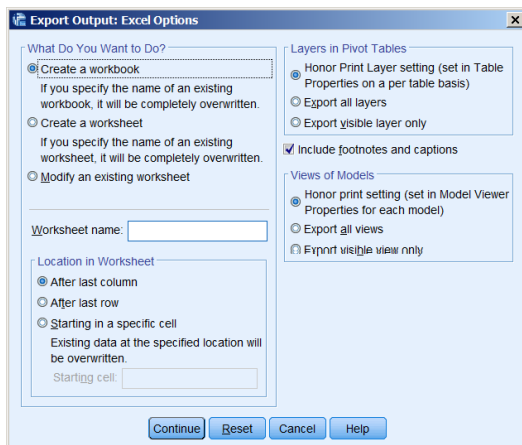 Export Output: Excel Options
What Do You Want to Do?
Create a workbook
If you specify the name of an existing
workbook, it will be completely overwritten.
Create a worksheet
If you specify the name of an existing
worksheet, it will be completely overwritten.
Modify an existing worksheet
Worksheet name:
Location in Worksheet
After last column
After last row
Starting in a specific cell
Existing data at the specified location will
be overwritten.
Starting cell:
Layers in Pivot Tables
Honor Print Layer setting (set in Table
Properties on a per table basis)
Export all layers
Export visible layer only
Include footnotes and captions
Views of Models
Honor print setting (set in Model Viewer
Properties for each model)
Export all views
Export visible view only
Continue
Reset
Cancel
Help